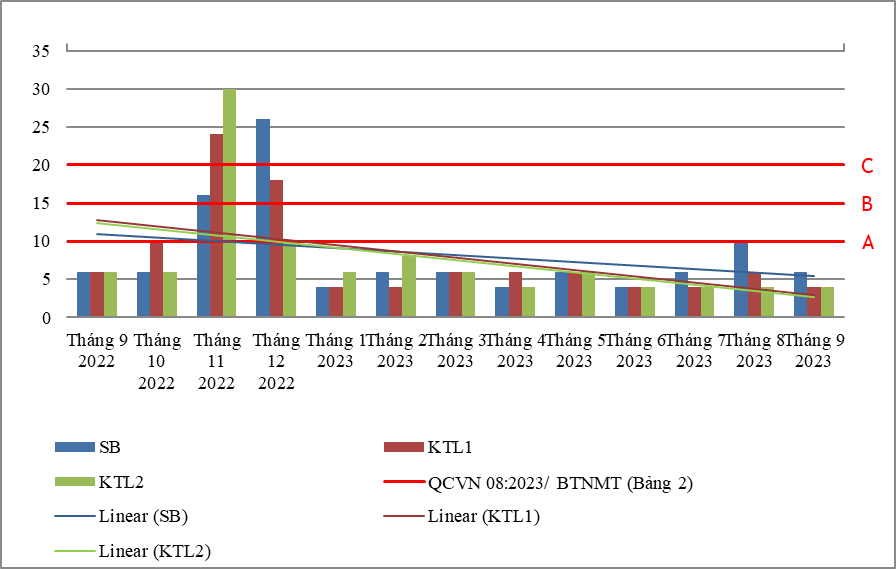 35
30
25
20
15
10
5
0
C
B
A
Tháng 9 Tháng Tháng Tháng Tháng 1 Tháng 2 Tháng 3 Tháng 4 Tháng 5 Tháng 6 Tháng 7 Tháng 8 Tháng 9
2022 10 11 12 2023 2023 2023 2023 2023 2023 2023 2023 2023
2022 2022 2022
SB KTL1
KTL2 QCVN 08:2023/ BTNMT (Bảng 2)
Linear (SB) Linear (KTL1)
Linear (KTL2)